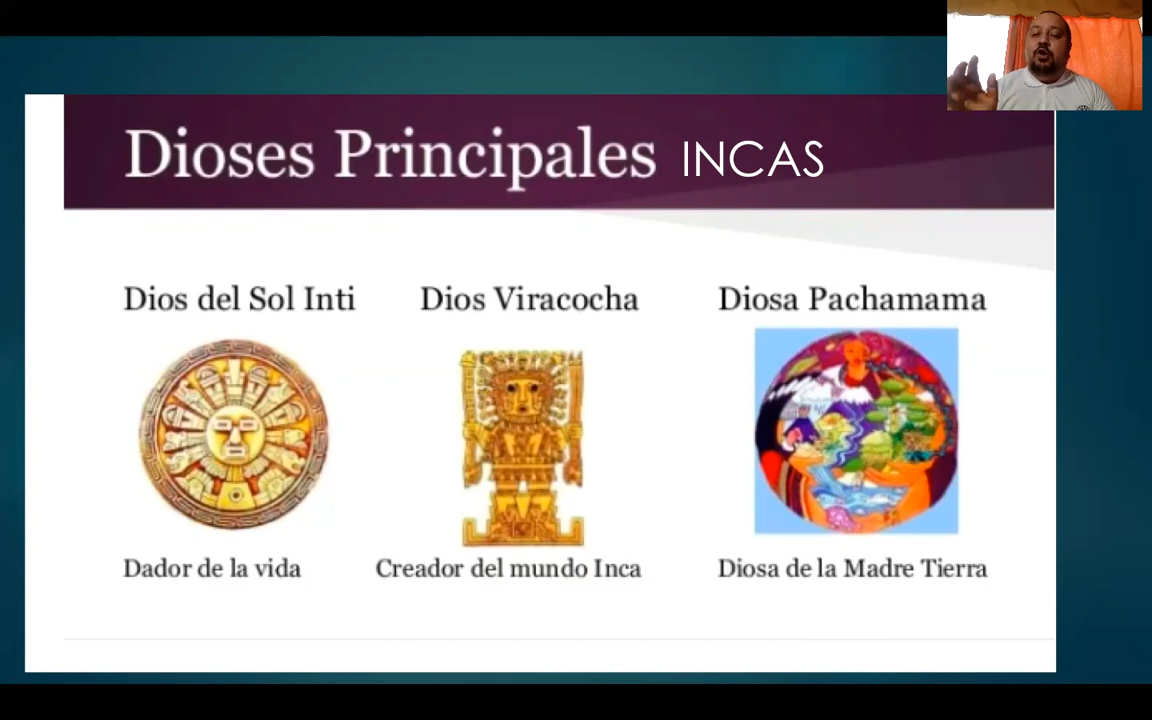 Dioses Principales INCAS
Dios del Sol Inti
Dios Viracocha
Diosa Pachamama
Dador de la vida
Creador del mundo Inca
Diosa de la Madre Tierra